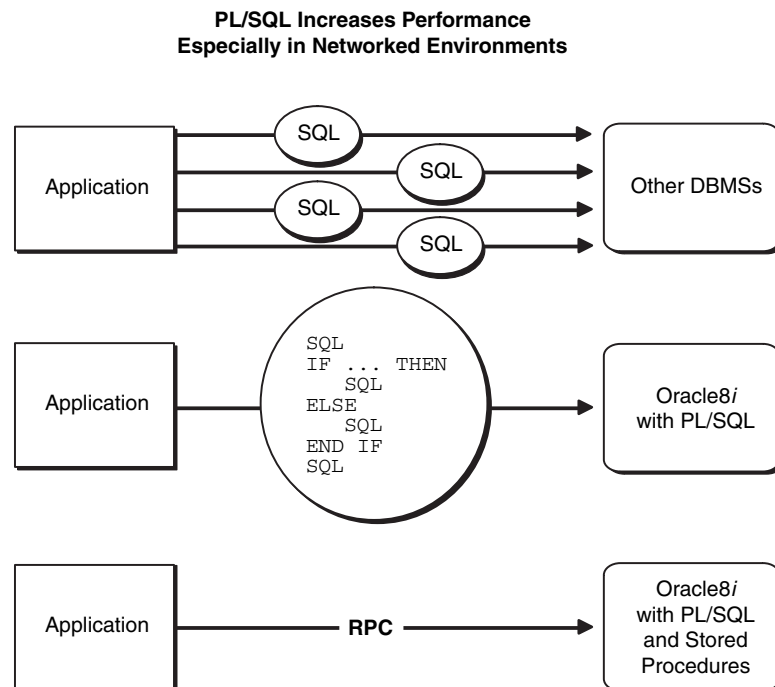 PL/SQL Increases Performance
Especially in Networked Environments
Application
SQL
SQL
SQL
SQL
Other DBMSs
Application
SQL
IF ... THEN
    SQL
ELSE
    SQL
END IF
SQL
Oracle8i
with PL/SQL
Application
RPC
Oracle8i
with PL/SQL
and Stored
Procedures